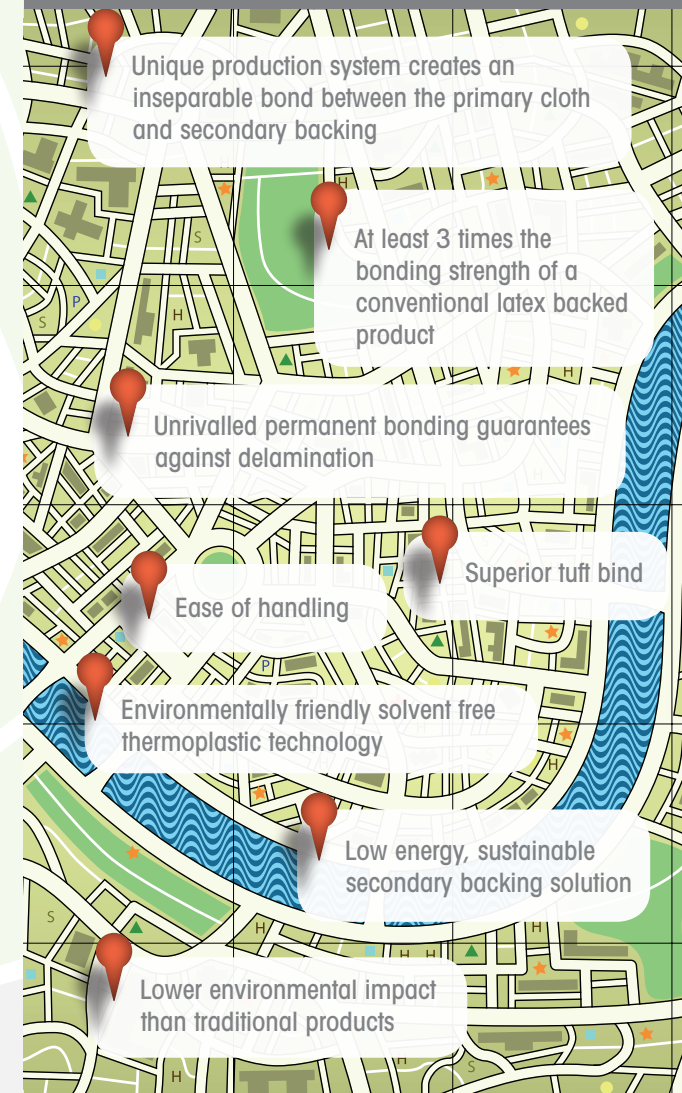 Unique production system creates an
inseparable bond between the primary cloth
and secondary backing
H
S
At least 3 times the
bonding strength of a
conventional latex backed
product
P
S
H
H
Unrivalled permanent bonding guarantees
against delamination
Superior tuft bind
Ease of handling
P
Environmentally friendly solvent free
thermoplastic technology
H
Low energy, sustainable
secondary backing solution
S
H
H
H
H
Lower environmental impact
than traditional products
H
S
H